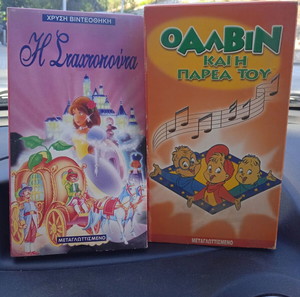 ΧΡΥΣΗ ΒΙΝΤΕΟΘΗΚΗ
Η Σταχτοπούτα
ΜΕΤΑΓΛΩΤΤΙΣΜΕΝΟ
Ο ΑΛΒΙΝ
ΚΑΙ Η
ΠΑΡΕΑ ΤΟΥ
ΜΕΤΑΓΛΩΤΤΙΣΜΕΝΟ